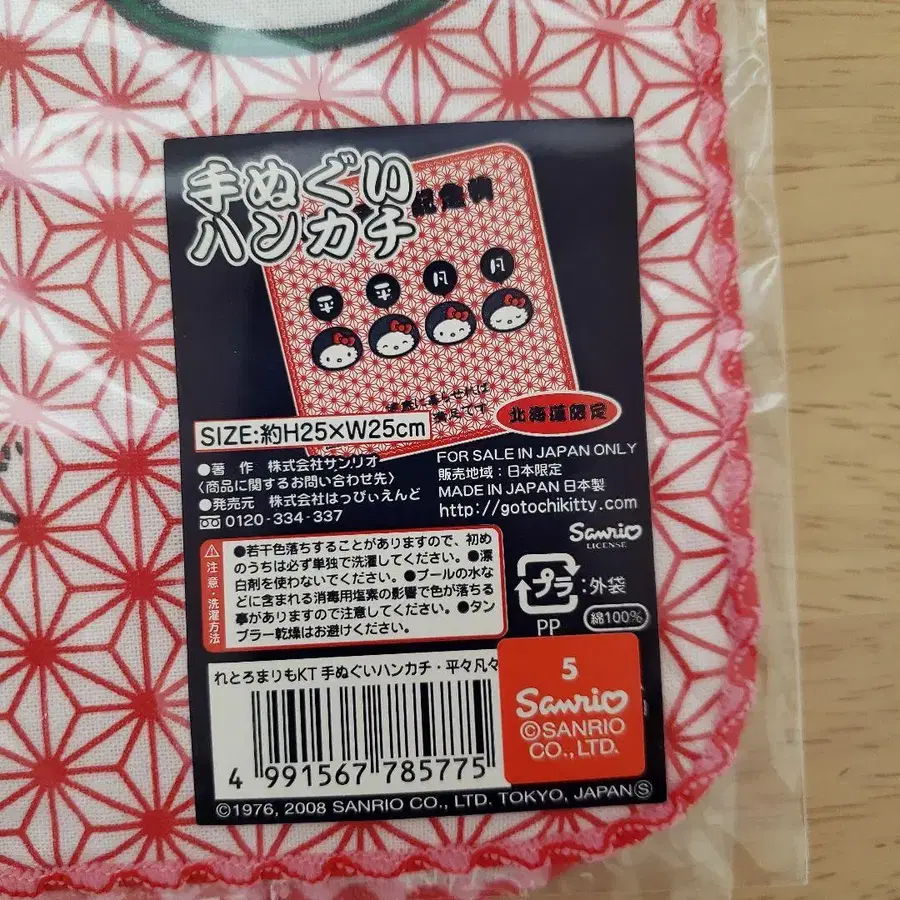 手ぬぐい
ハンカチ
平 平 凡 凡
北海道限定
SIZE:約H25×W25cm
●著 作 株式会社サンリオ
〈商品に関するお問い合わせ先〉
●発売元 株式会社はっぴぃえんど
0120-334-337
FOR SALE IN JAPAN ONLY
販売地域：日本限定
MADE IN JAPAN 日本製
http://gotochikitty.com
Sanrio
LICENSE
注意・洗濯方法
●若干色落ちすることがありますので、初め
のうちは必ず単独で洗濯してください。●漂
白剤を使わないでください。●プールの水な
どに含まれる消毒用塩素の影響で色が落ちる
事がありますので注意してください。●タン
ブラー乾燥はお避けください。
プラ :外袋
PP 綿100%
れとろまりもKT 手ぬぐいハンカチ・平々凡々
4 991567 785775
5
Sanrio
©SANRIO
CO.,LTD.
©1976, 2008 SANRIO CO., LTD. TOKYO, JAPAN Ⓢ